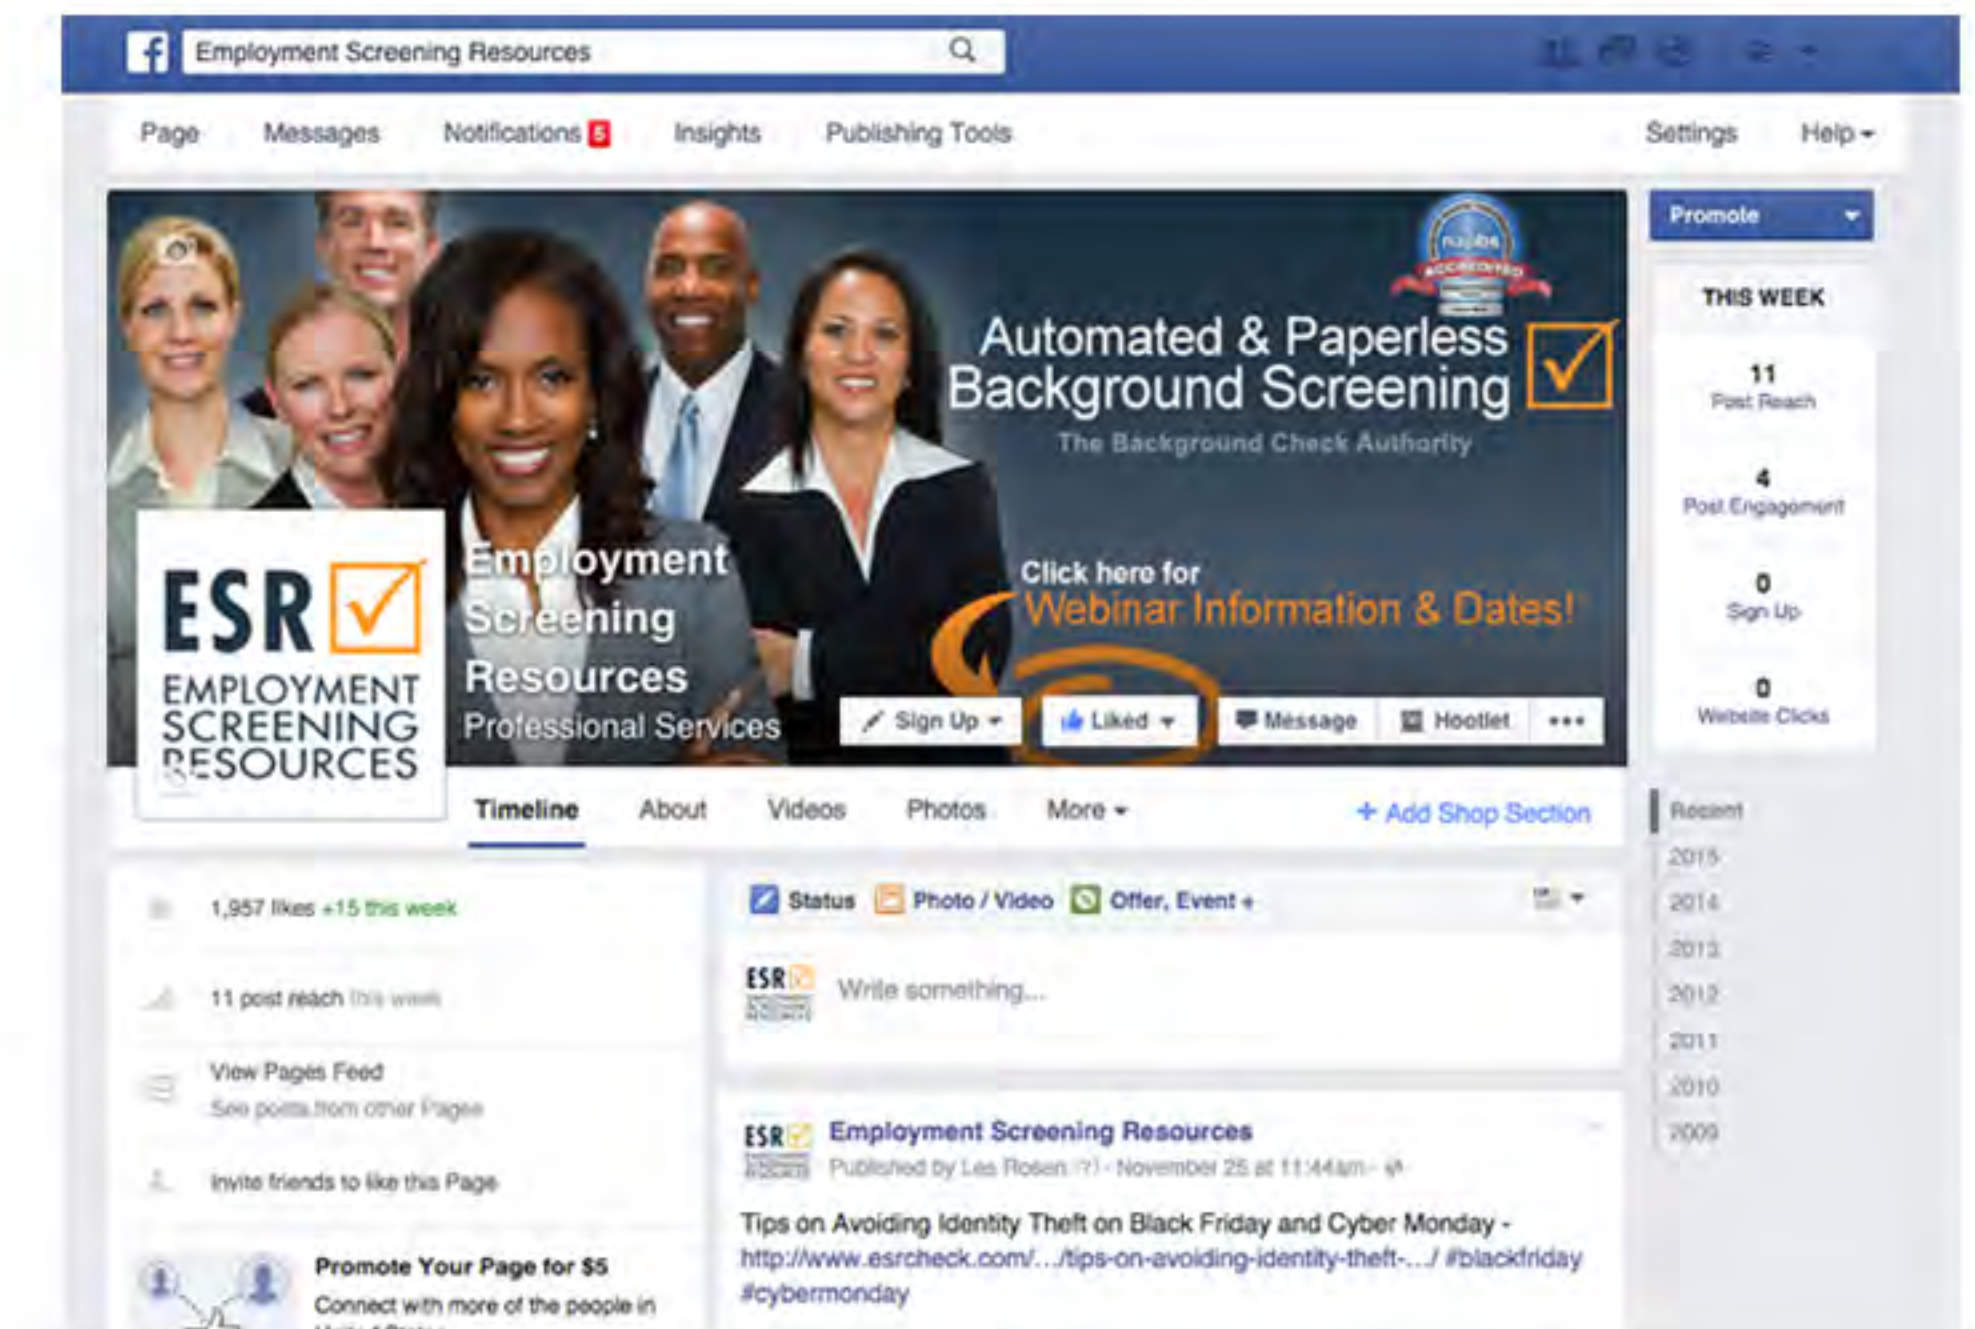 Employment Screening Resources
Page Messages Notifications 5 Insights Publishing Tools Settings Help
Promote
napbs
ACCREDITED
Automated & Paperless
Background Screening
The Background Check Authority
Click here for
Webinar Information & Dates!
ESR
EMPLOYMENT
SCREENING
RESOURCES
Employment
Screening
Resources
Professional Services
Sign Up Liked Message Hootlet •••
THIS WEEK
11
Post Reach
4
Post Engagement
0
Sign Up
0
Website Clicks
Timeline About Videos Photos More + Add Shop Section
Recent
2015
2014
2013
2012
2011
2010
2009
1,957 likes +15 this week
11 post reach this week
View Pages Feed
See posts from other Pages
Invite friends to like this Page
Promote Your Page for $5
Connect with more of the people in
Status Photo / Video Offer, Event +
ESR
Write something...
ESR
Employment Screening Resources
Published by Les Rosen [?] · November 25 at 11:44am ·
Tips on Avoiding Identity Theft on Black Friday and Cyber Monday -
http://www.esrcheck.com/.../tips-on-avoiding-identity-theft-.../ #blackfriday
#cybermonday